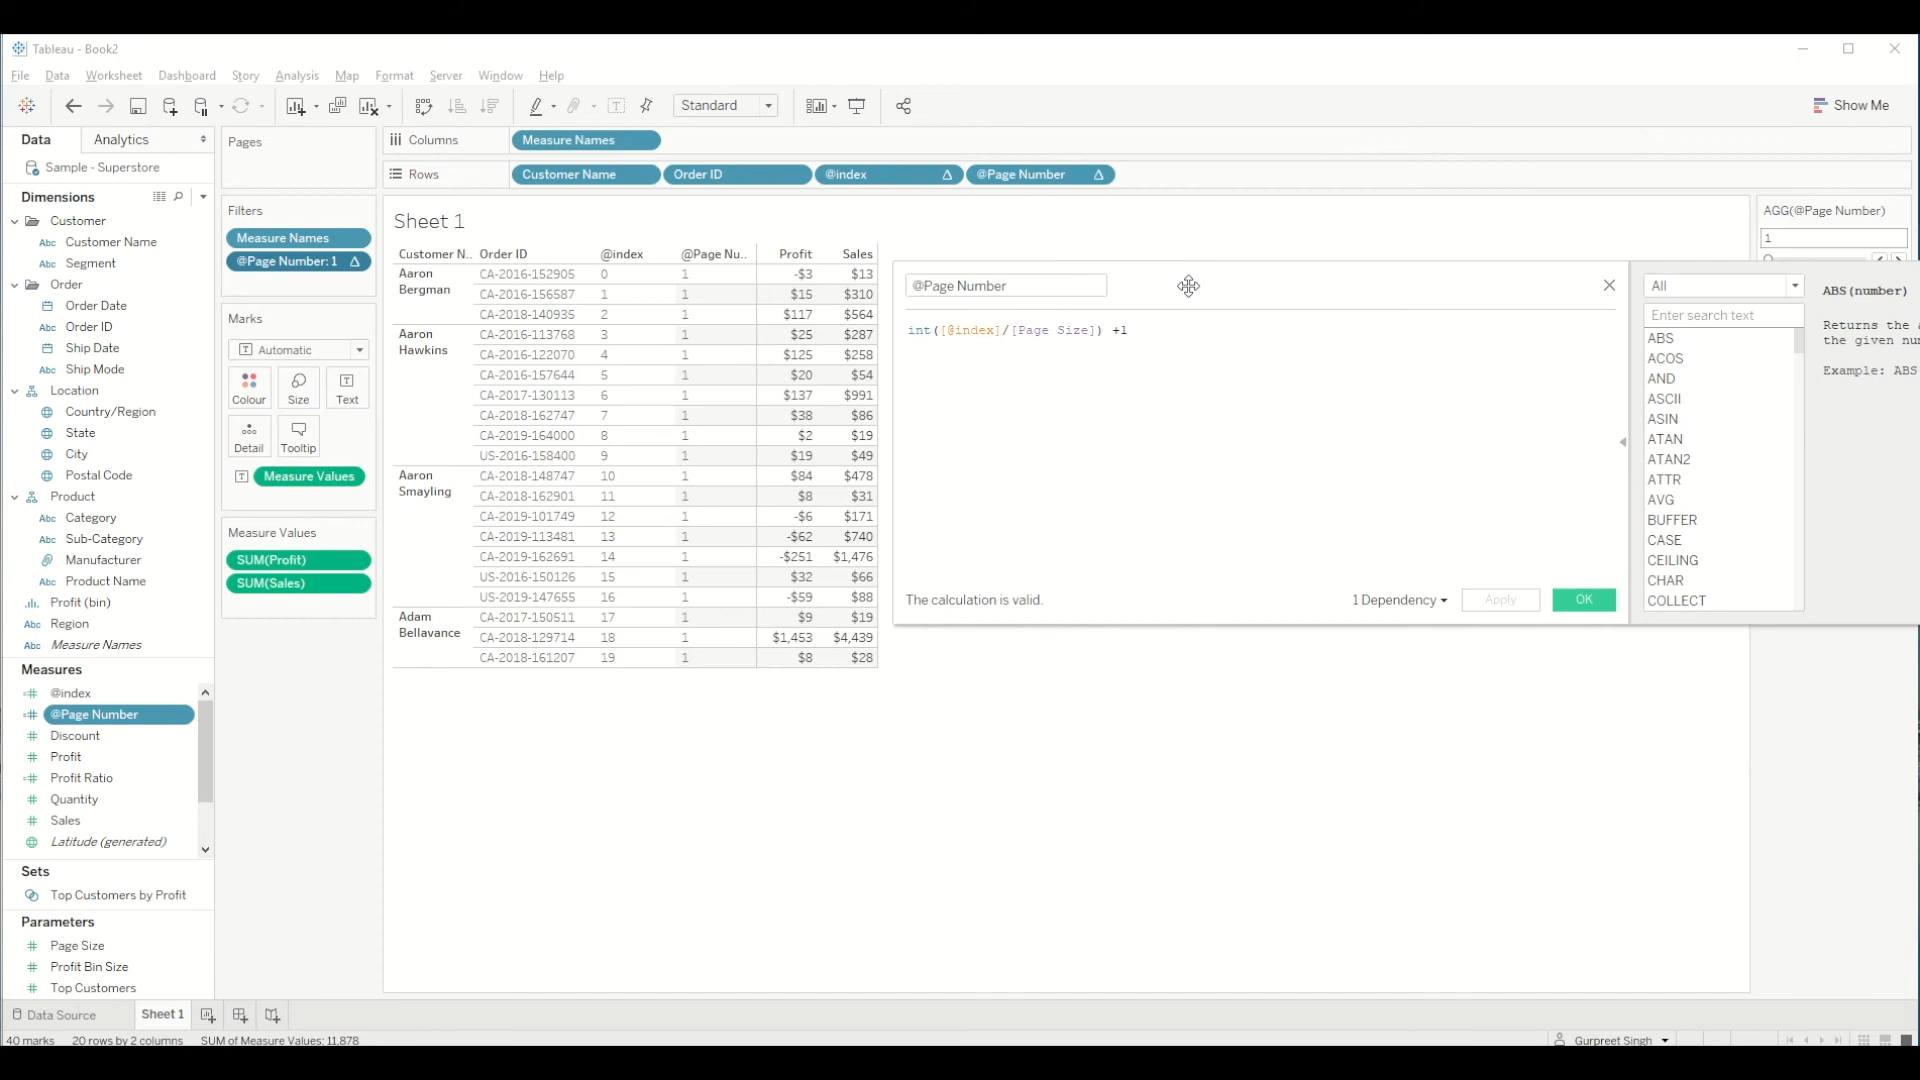 Tableau - Book2
File Data Worksheet Dashboard Story Analysis Map Format Server Window Help
Standard
Show Me
Data Analytics
Sample - Superstore
Dimensions
Customer
Abc Customer Name
Abc Segment
Order
Order Date
Abc Order ID
Ship Date
Abc Ship Mode
Location
Country/Region
State
City
Postal Code
Product
Abc Category
Abc Sub-Category
Manufacturer
Abc Product Name
Profit (bin)
Abc Region
Abc Measure Names
Measures
@index
@Page Number
Discount
Profit
Profit Ratio
Quantity
Sales
Latitude (generated)
Sets
Top Customers by Profit
Parameters
Page Size
Profit Bin Size
Top Customers
Pages
Filters
Measure Names
@Page Number: 1
Marks
Automatic
Colour Size Text
Detail Tooltip
Measure Values
Measure Values
SUM(Profit)
SUM(Sales)
Columns Measure Names
Rows Customer Name Order ID @index @Page Number
Sheet 1
Customer N.. Order ID @index @Page Nu.. Profit Sales
Aaron Bergman CA-2016-152905 0 1 -$3 $13
CA-2016-156587 1 1 $15 $310
CA-2018-140935 2 1 $117 $564
Aaron Hawkins CA-2016-113768 3 1 $25 $287
CA-2016-122070 4 1 $125 $258
CA-2016-157644 5 1 $20 $54
CA-2017-130113 6 1 $137 $991
CA-2018-162747 7 1 $38 $86
CA-2019-164000 8 1 $2 $19
US-2016-158400 9 1 $19 $49
Aaron Smayling CA-2018-148747 10 1 $84 $478
CA-2018-162901 11 1 $8 $31
CA-2019-101749 12 1 -$6 $171
CA-2019-113481 13 1 -$62 $740
CA-2019-162691 14 1 -$251 $1,476
US-2016-150126 15 1 $32 $66
US-2019-147655 16 1 -$59 $88
Adam Bellavance CA-2017-150511 17 1 $9 $19
CA-2018-129714 18 1 $1,453 $4,439
CA-2018-161207 19 1 $8 $28
AGG(@Page Number)
1
@Page Number
int([@index]/[Page Size]) +1
The calculation is valid.
1 Dependency Apply OK
All
Enter search text
ABS
ACOS
AND
ASCII
ASIN
ATAN
ATAN2
ATTR
AVG
BUFFER
CASE
CEILING
CHAR
COLLECT
ABS(number)
Returns the a
the given nu
Example: ABS
Data Source Sheet 1
40 marks 20 rows by 2 columns SUM of Measure Values: 11,878
Gurpreet Singh